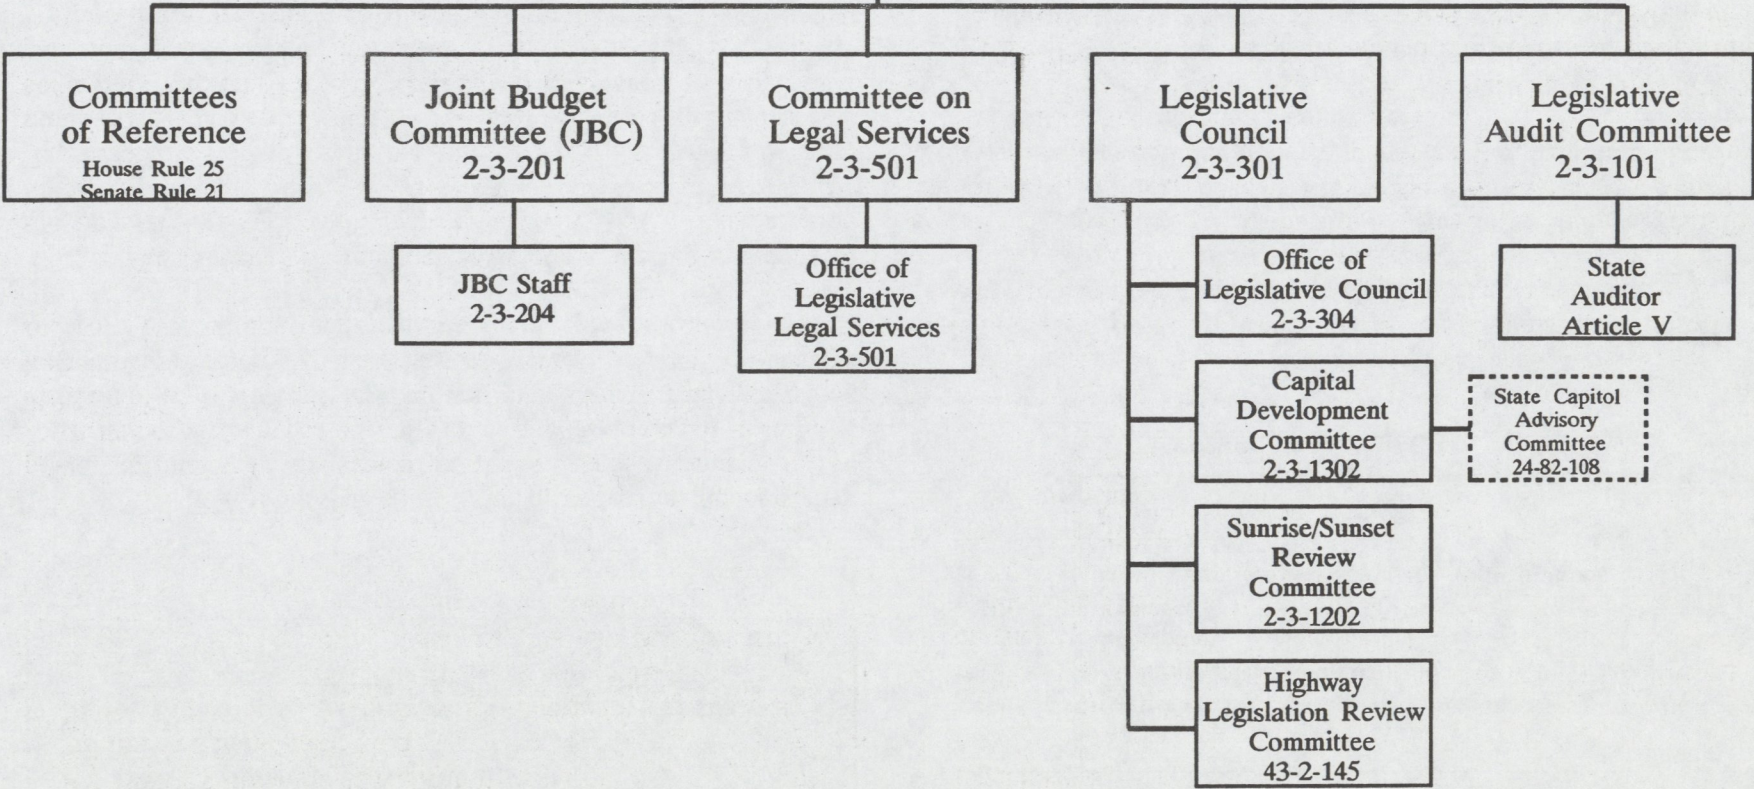 Committees
of Reference
House Rule 25
Senate Rule 21
Joint Budget
Committee (JBC)
2-3-201
Committee on
Legal Services
2-3-501
Legislative
Council
2-3-301
Legislative
Audit Committee
2-3-101
JBC Staff
2-3-204
Office of
Legislative
Legal Services
2-3-501
Office of
Legislative Council
2-3-304
State
Auditor
Article V
Capital
Development
Committee
2-3-1302
State Capitol
Advisory
Committee
24-82-108
Sunrise/Sunset
Review
Committee
2-3-1202
Highway
Legislation Review
Committee
43-2-145